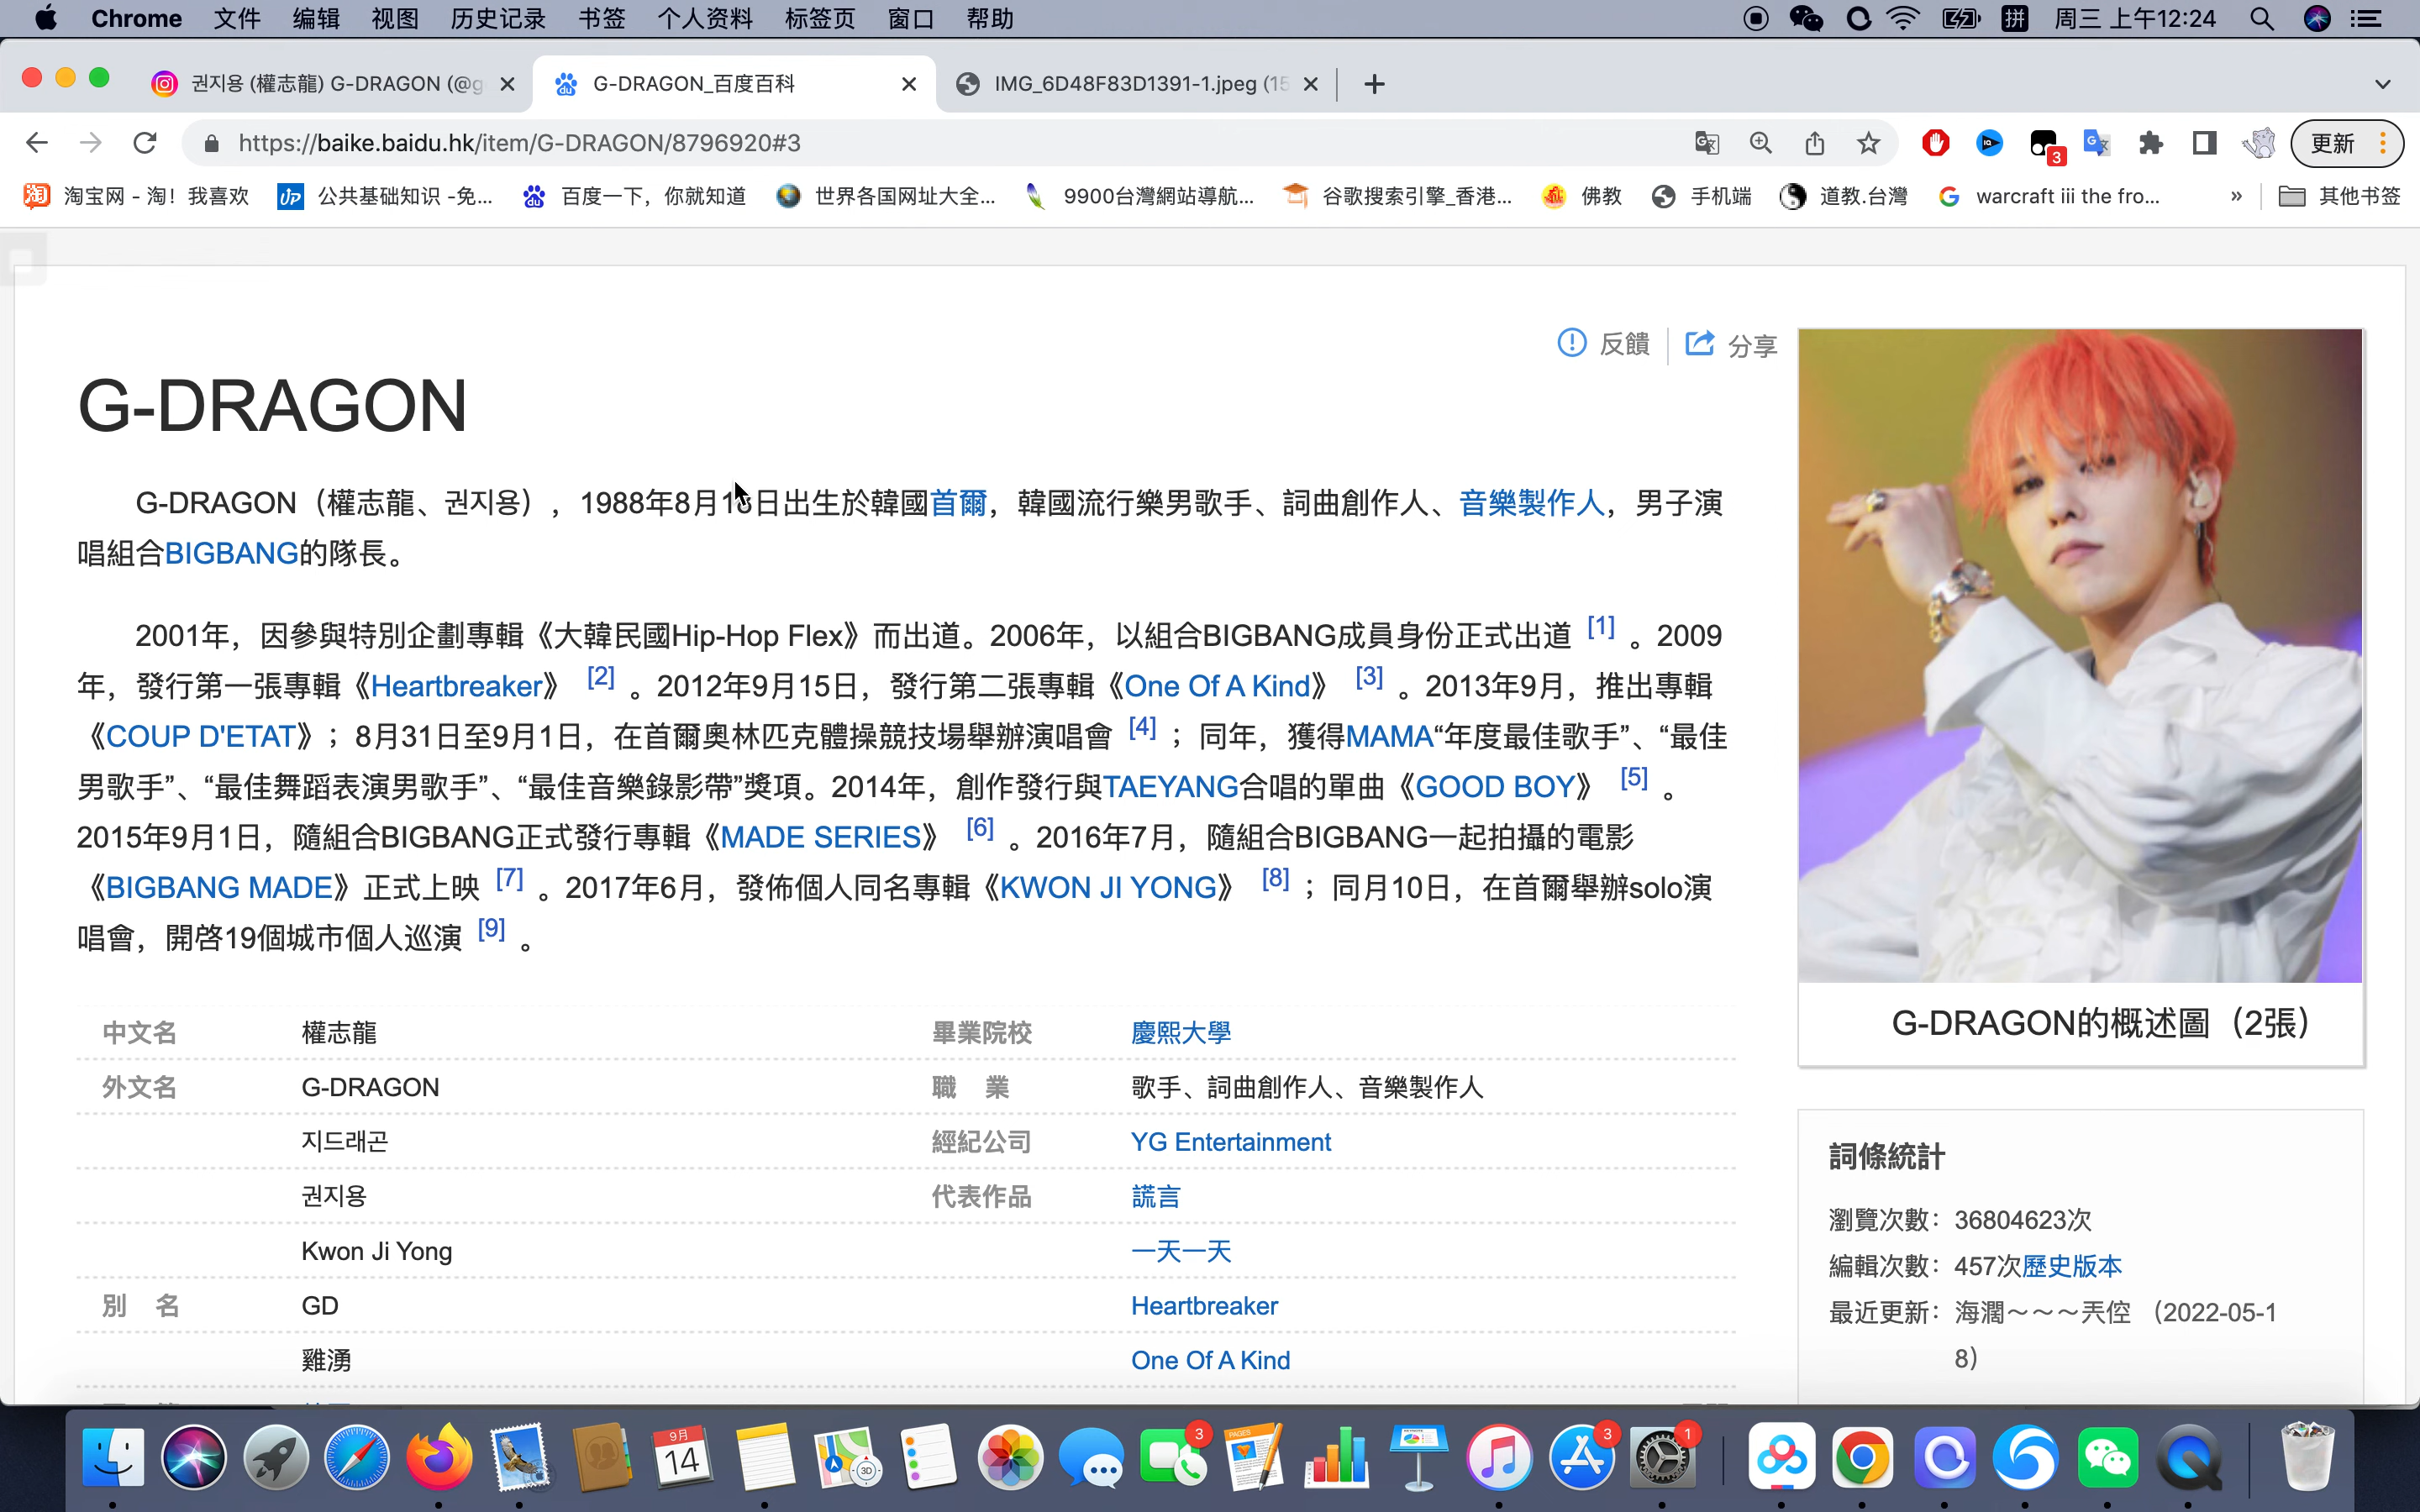 Chrome 文件 编辑 视图 历史记录 书签 个人资料 标签页 窗口 帮助 拼 周三 上午12:24
권지용 (權志龍) G-DRAGON (@g G-DRAGON_百度百科 IMG_6D48F83D1391-1.jpeg (15
https://baike.baidu.hk/item/G-DRAGON/8796920#3 3 更新
淘宝网 - 淘！我喜欢 公共基础知识 -免... 百度一下，你就知道 世界各国网址大全... 9900台灣網站導航... 谷歌搜索引擎_香港... 佛教 手机端 道教.台灣 warcraft iii the fro... » 其他书签
反饋 分享
G-DRAGON
G-DRAGON（權志龍、권지용），1988年8月18日出生於韓國首爾，韓國流行樂男歌手、詞曲創作人、音樂製作人，男子演
唱組合BIGBANG的隊長。
2001年，因參與特別企劃專輯《大韓民國Hip-Hop Flex》而出道。2006年，以組合BIGBANG成員身份正式出道 [1] 。2009
年，發行第一張專輯《Heartbreaker》 [2] 。2012年9月15日，發行第二張專輯《One Of A Kind》 [3] 。2013年9月，推出專輯
《COUP D'ETAT》；8月31日至9月1日，在首爾奧林匹克體操競技場舉辦演唱會 [4] ；同年，獲得MAMA“年度最佳歌手”、“最佳
男歌手”、“最佳舞蹈表演男歌手”、“最佳音樂錄影帶”獎項。2014年，創作發行與TAEYANG合唱的單曲《GOOD BOY》 [5] 。
2015年9月1日，隨組合BIGBANG正式發行專輯《MADE SERIES》 [6] 。2016年7月，隨組合BIGBANG一起拍攝的電影
《BIGBANG MADE》正式上映 [7] 。2017年6月，發佈個人同名專輯《KWON JI YONG》 [8] ；同月10日，在首爾舉辦solo演
唱會，開啓19個城市個人巡演 [9] 。
中文名 權志龍 畢業院校 慶熙大學
外文名 G-DRAGON 職 業 歌手、詞曲創作人、音樂製作人
지드래곤 經紀公司 YG Entertainment
권지용 代表作品 謊言
Kwon Ji Yong 一天一天
別 名 GD Heartbreaker
雞湧 One Of A Kind
G-DRAGON的概述圖（2張）
詞條統計
瀏覽次數：36804623次
編輯次數：457次歷史版本
最近更新：海潤～～～兲倥 （2022-05-1
8）
9月 14 3D 3 PAGES 3 1